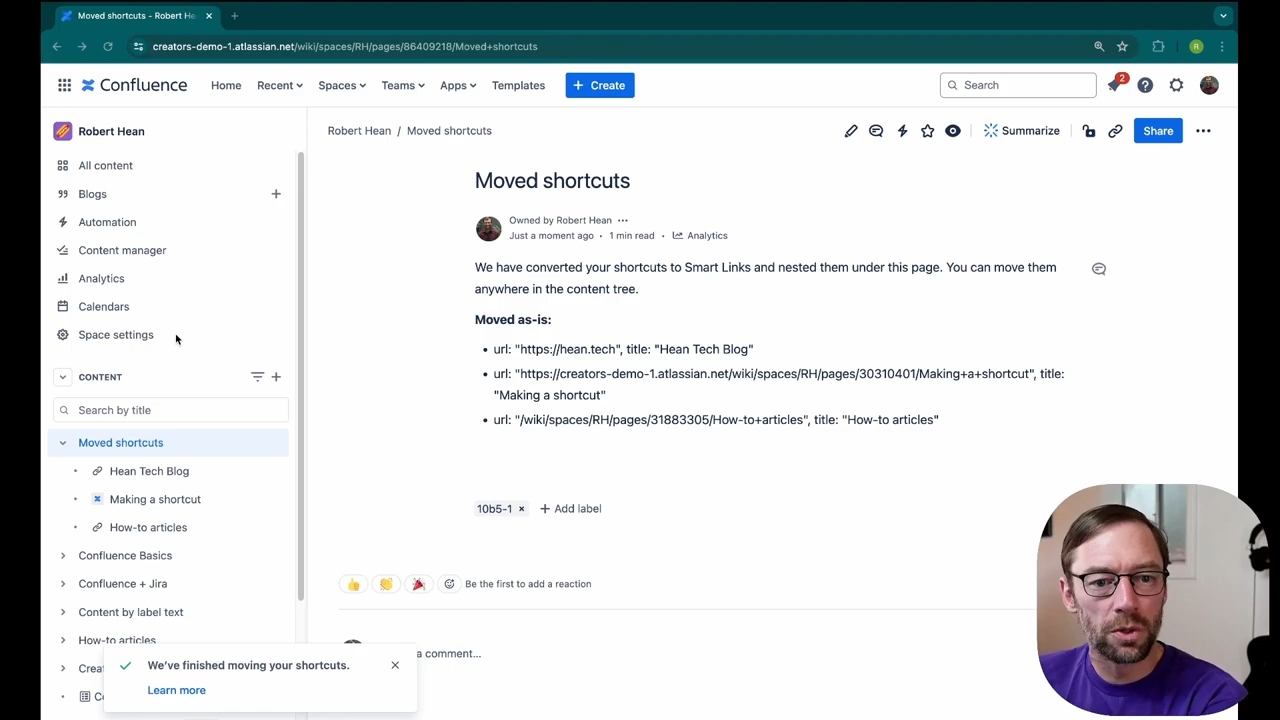 Moved shortcuts - Robert He
creators-demo-1.atlassian.net/wiki/spaces/RH/pages/86409218/Moved+shortcuts
R
Confluence
Home
Recent
Spaces
Teams
Apps
Templates
+ Create
Search
2
Robert Hean
All content
Blogs
Automation
Content manager
Analytics
Calendars
Space settings
CONTENT
Search by title
Moved shortcuts
Hean Tech Blog
Making a shortcut
How-to articles
Confluence Basics
Confluence + Jira
Content by label text
How-to articles
Robert Hean / Moved shortcuts
Summarize
Share
Moved shortcuts
Owned by Robert Hean
Just a moment ago • 1 min read • Analytics
We have converted your shortcuts to Smart Links and nested them under this page. You can move them
anywhere in the content tree.
Moved as-is:
• url: "https://hean.tech", title: "Hean Tech Blog"
• url: "https://creators-demo-1.atlassian.net/wiki/spaces/RH/pages/30310401/Making+a+shortcut", title:
"Making a shortcut"
• url: "/wiki/spaces/RH/pages/31883305/How-to+articles", title: "How-to articles"
10b5-1 ×
+ Add label
Be the first to add a reaction
a comment...
We've finished moving your shortcuts.
Learn more